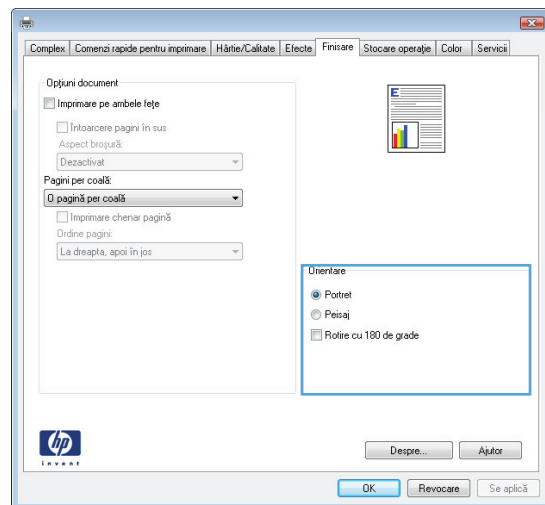 Complex Comenzi rapide pentru imprimare Hârtie/Calitate Efecte Finisare Stocare operaţie Color Servicii
Opţiuni document
Imprimare pe ambele feţe
Întoarcere pagini în sus
Aspect broşură:
Dezactivat
Pagini per coală:
O pagină per coală
Imprimare chenar pagină
Ordine pagini:
La dreapta, apoi în jos
E
Orientare
Portret
Peisaj
Rotire cu 180 de grade
hp
invent
Despre... Ajutor
OK Revocare Se aplică